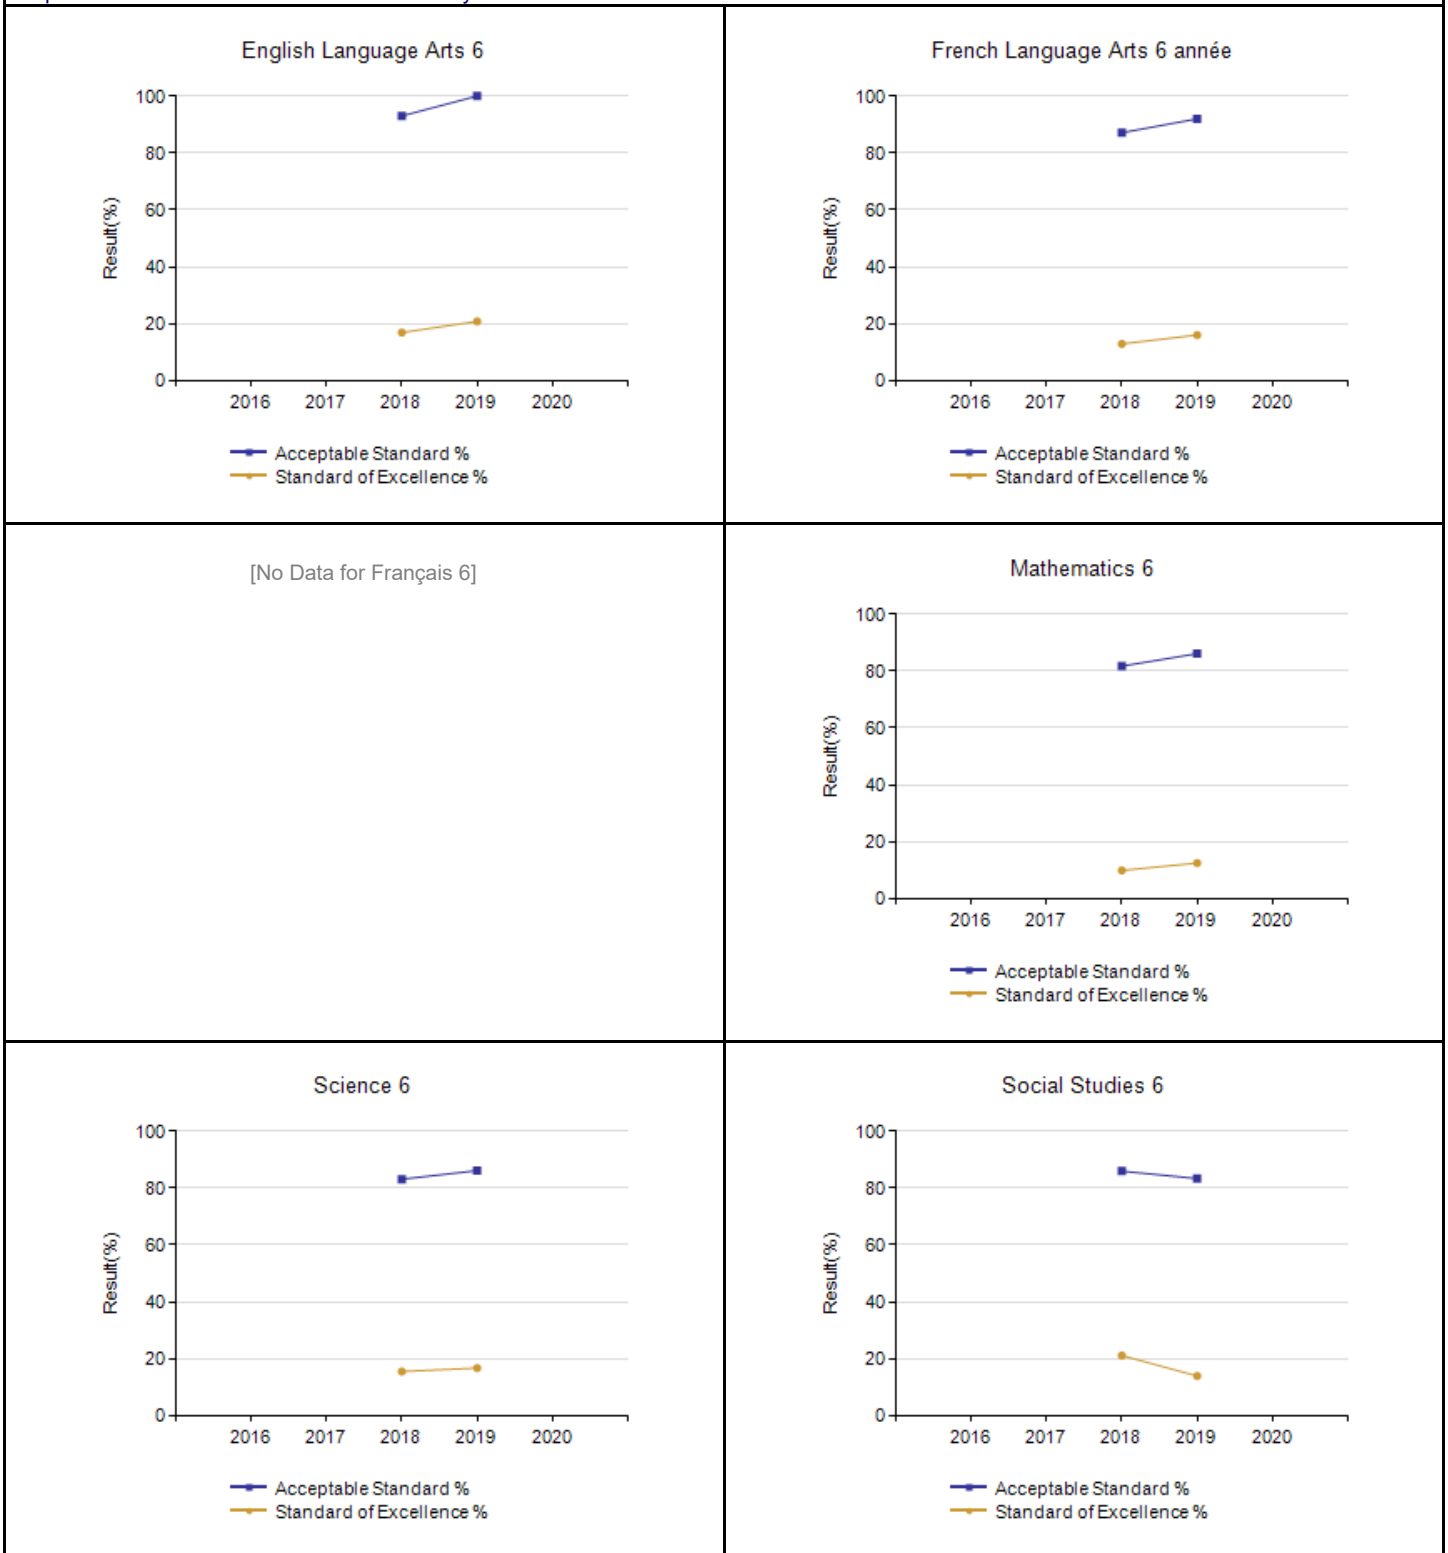 English Language Arts 6
100
80
60
40
20
0
Result(%)
2016 2017 2018 2019 2020
Acceptable Standard %
Standard of Excellence %
French Language Arts 6 année
100
80
60
40
20
0
Result(%)
2016 2017 2018 2019 2020
Acceptable Standard %
Standard of Excellence %
[No Data for Français 6]
Mathematics 6
100
80
60
40
20
0
Result(%)
2016 2017 2018 2019 2020
Acceptable Standard %
Standard of Excellence %
Science 6
100
80
60
40
20
0
Result(%)
2016 2017 2018 2019 2020
Acceptable Standard %
Standard of Excellence %
Social Studies 6
100
80
60
40
20
0
Result(%)
2016 2017 2018 2019 2020
Acceptable Standard %
Standard of Excellence %